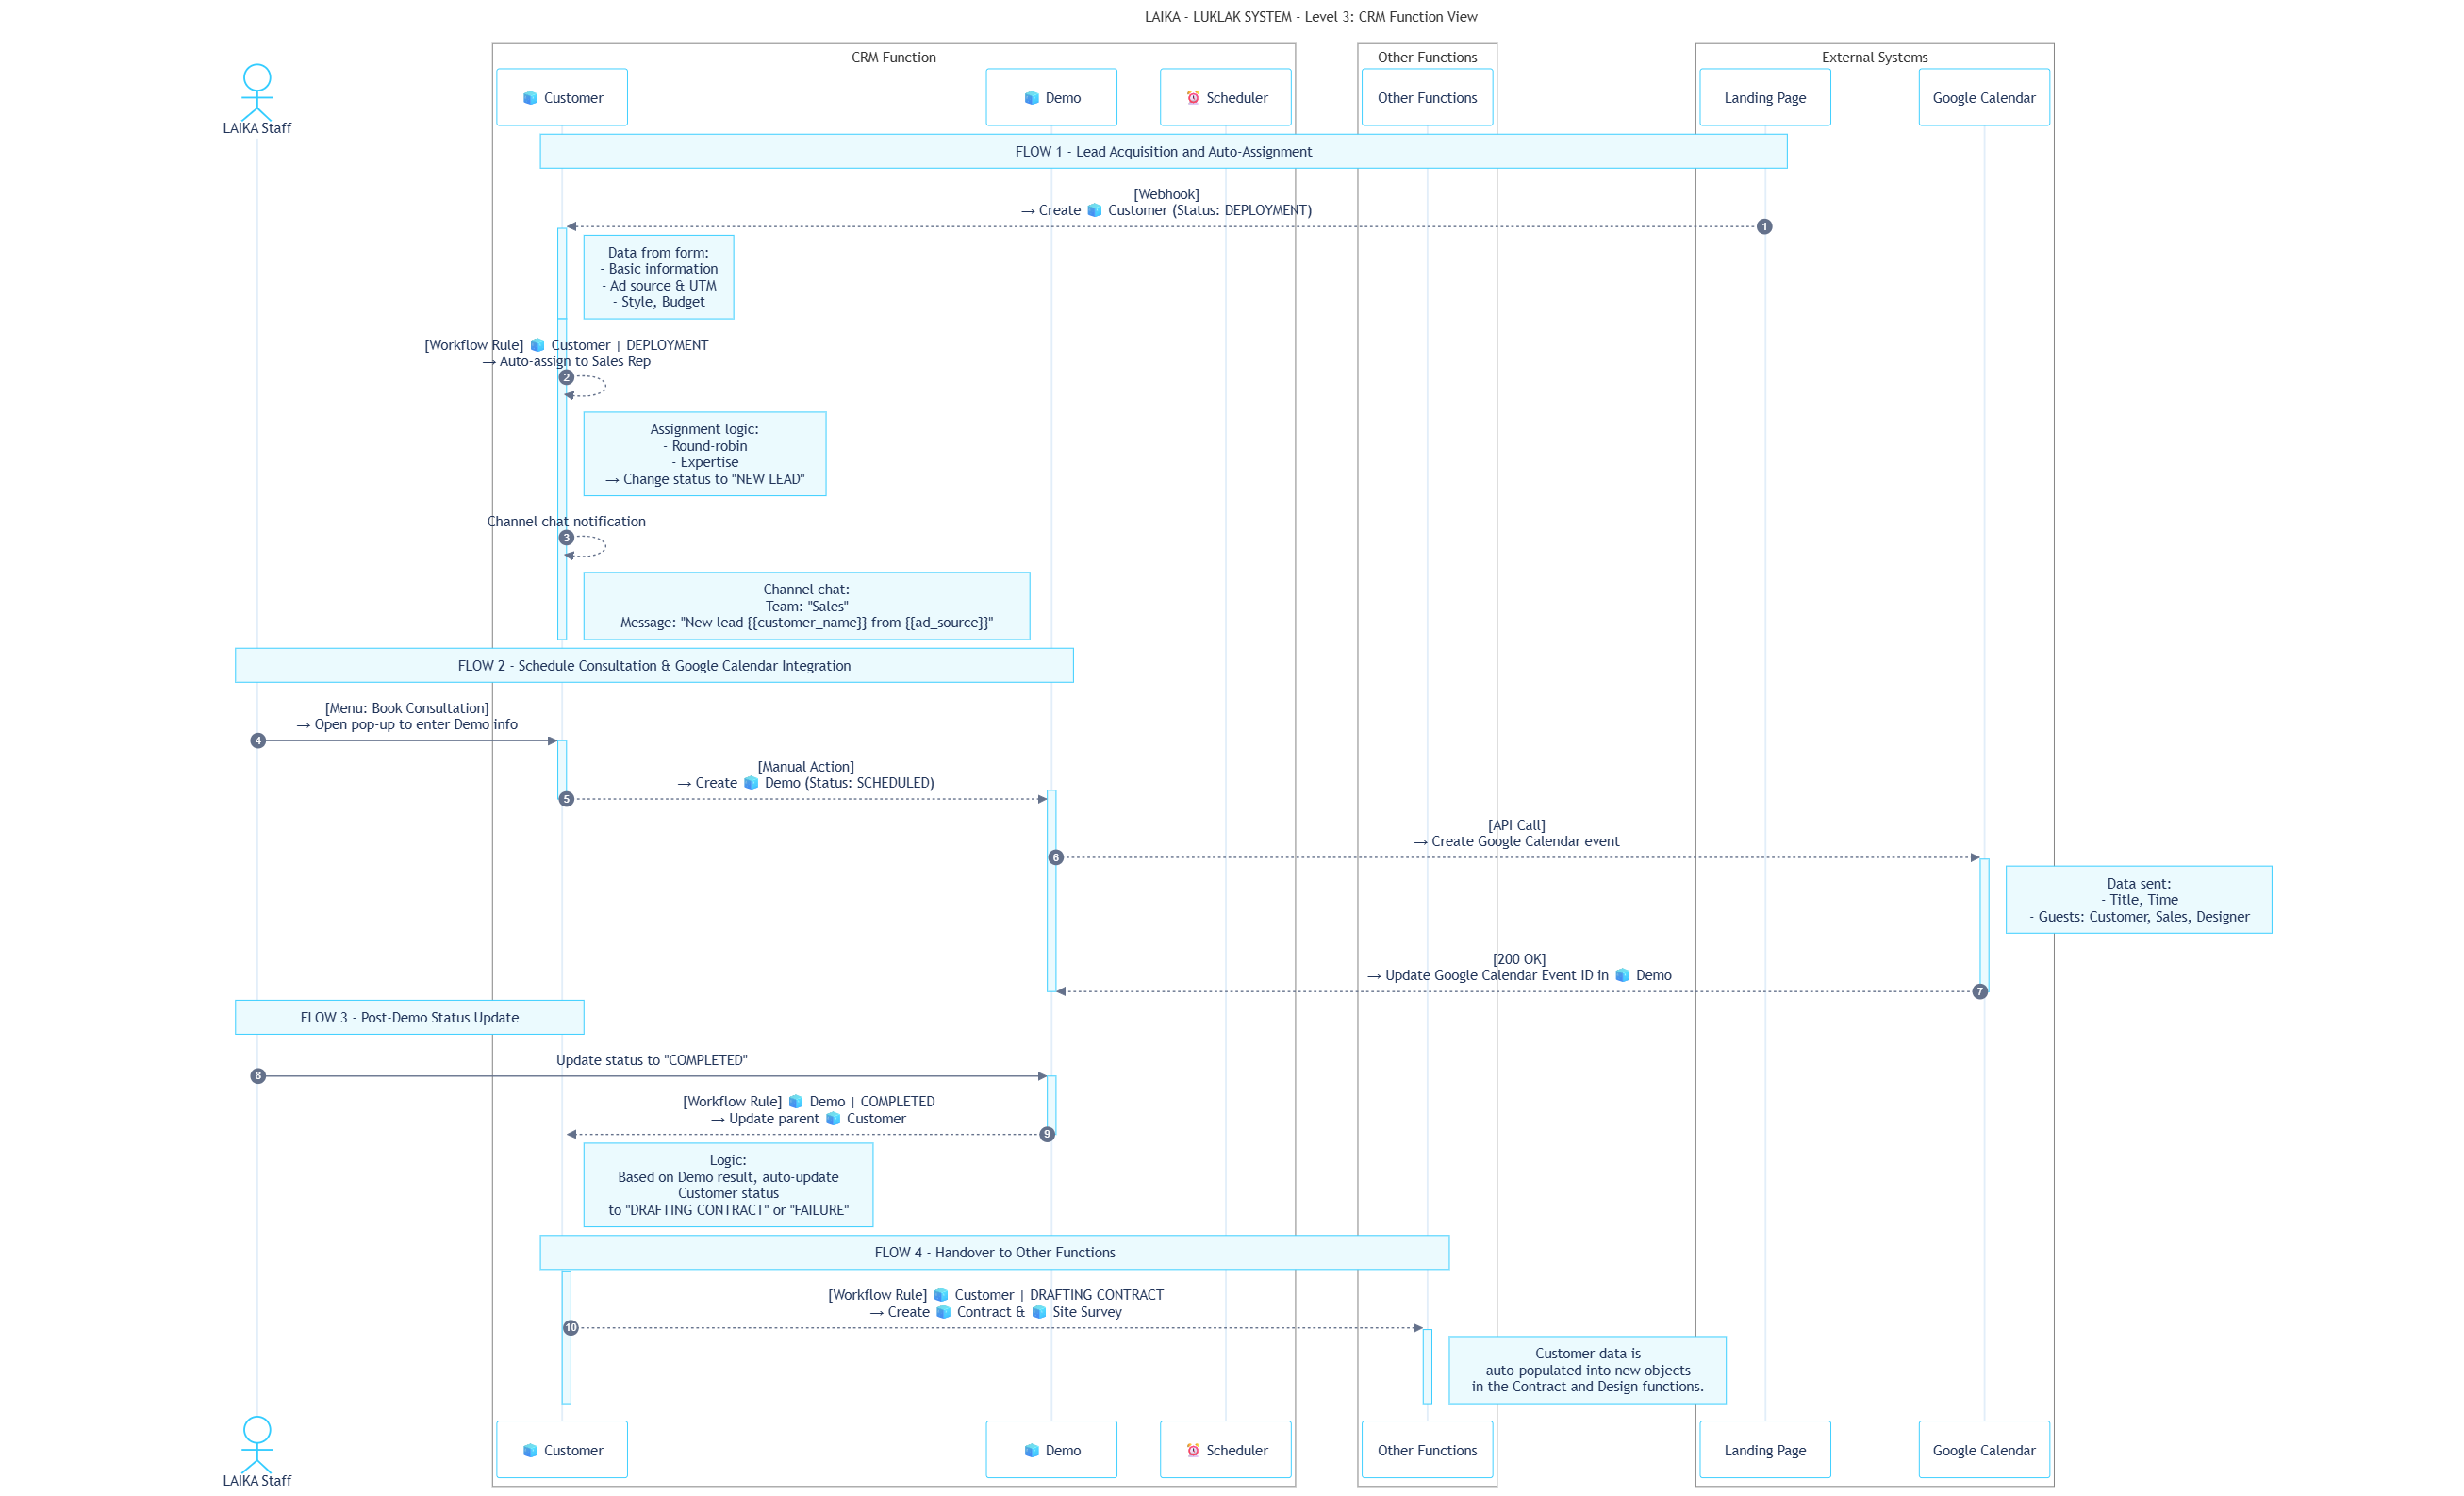 LAIKA - LUKLAK SYSTEM - Level 3: CRM Function View
CRM Function
Other Functions
External Systems
LAIKA Staff
Customer
Demo
Scheduler
Other Functions
Landing Page
Google Calendar
FLOW 1 - Lead Acquisition and Auto-Assignment
[Webhook]
→ Create Customer (Status: DEPLOYMENT)
1
Data from form:
- Basic information
- Ad source & UTM
- Style, Budget
[Workflow Rule] Customer | DEPLOYMENT
→ Auto-assign to Sales Rep
2
Assignment logic:
- Round-robin
- Expertise
→ Change status to "NEW LEAD"
Channel chat notification
3
Channel chat:
Team: "Sales"
Message: "New lead {{customer_name}} from {{ad_source}}"
FLOW 2 - Schedule Consultation & Google Calendar Integration
[Menu: Book Consultation]
→ Open pop-up to enter Demo info
4
[Manual Action]
→ Create Demo (Status: SCHEDULED)
5
[API Call]
→ Create Google Calendar event
6
Data sent:
- Title, Time
- Guests: Customer, Sales, Designer
[200 OK]
→ Update Google Calendar Event ID in Demo
7
FLOW 3 - Post-Demo Status Update
Update status to "COMPLETED"
8
[Workflow Rule] Demo | COMPLETED
→ Update parent Customer
9
Logic:
Based on Demo result, auto-update
Customer status
to "DRAFTING CONTRACT" or "FAILURE"
FLOW 4 - Handover to Other Functions
[Workflow Rule] Customer | DRAFTING CONTRACT
→ Create Contract & Site Survey
10
Customer data is
auto-populated into new objects
in the Contract and Design functions.
LAIKA Staff
Customer
Demo
Scheduler
Other Functions
Landing Page
Google Calendar